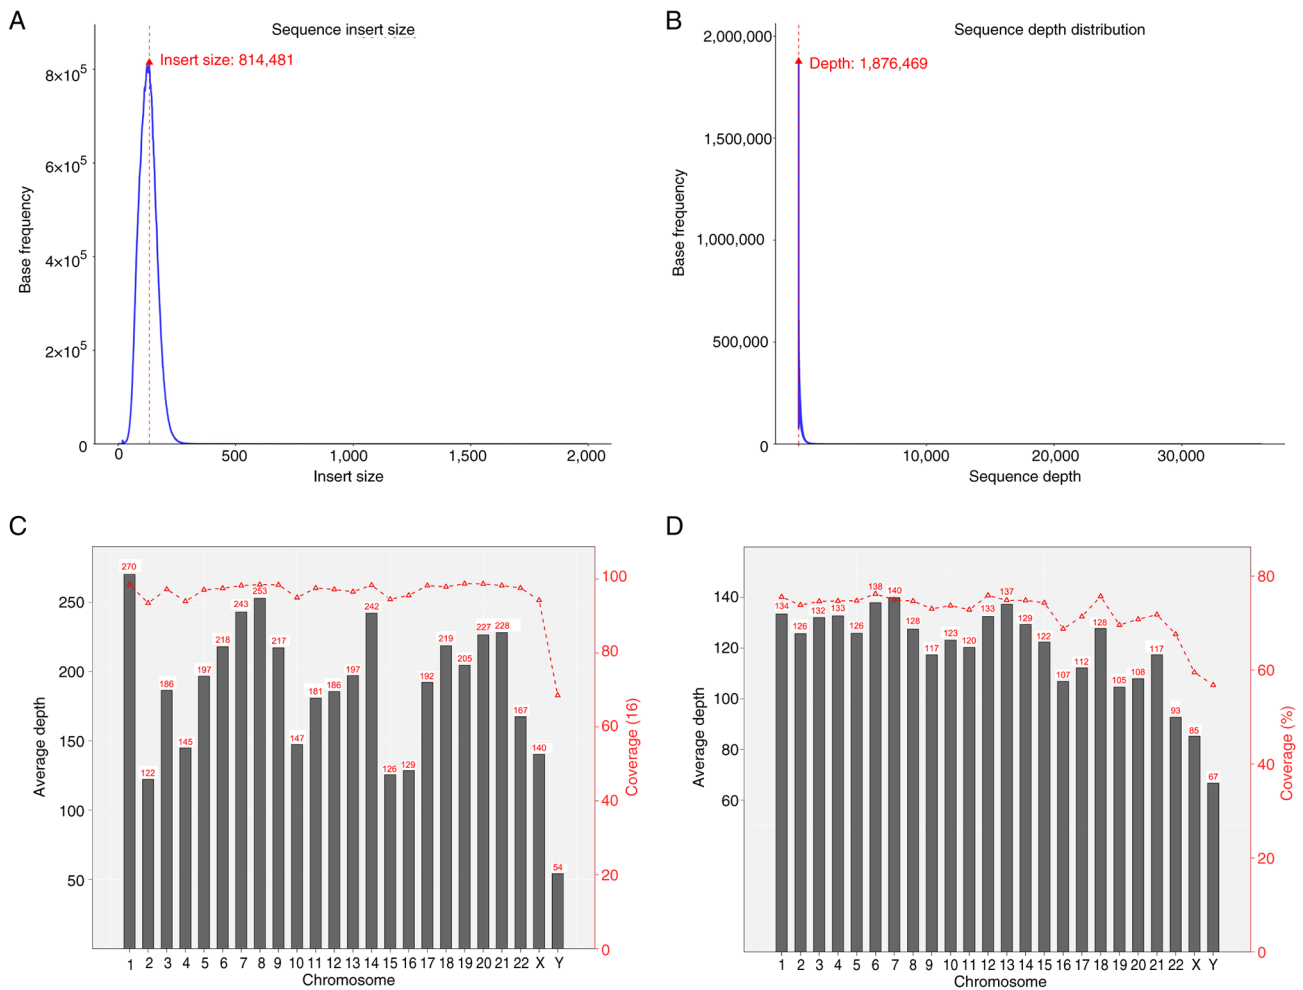 A
Sequence insert size
Insert size: 814,481
8×10⁵
6×10⁵
4×10⁵
2×10⁵
0
Base frequency
0 500 1,000 1,500 2,000
Insert size
B
Sequence depth distribution
Depth: 1,876,469
2,000,000
1,500,000
1,000,000
500,000
0
Base frequency
10,000 20,000 30,000
Sequence depth
C
250
200
150
100
50
Average depth
270 122 186 145 197 218 243 253 217 147 181 186 197 242 126 129 192 219 205 227 228 167 140 54
100
80
60
40
20
0
Coverage (16)
1 2 3 4 5 6 7 8 9 10 11 12 13 14 15 16 17 18 19 20 21 22 X Y
Chromosome
D
140
120
100
80
60
Average depth
134 126 132 133 126 138 140 128 117 123 120 133 137 129 122 107 112 128 105 108 117 93 85 67
80
60
40
20
0
Coverage (%)
1 2 3 4 5 6 7 8 9 10 11 12 13 14 15 16 17 18 19 20 21 22 X Y
Chromosome